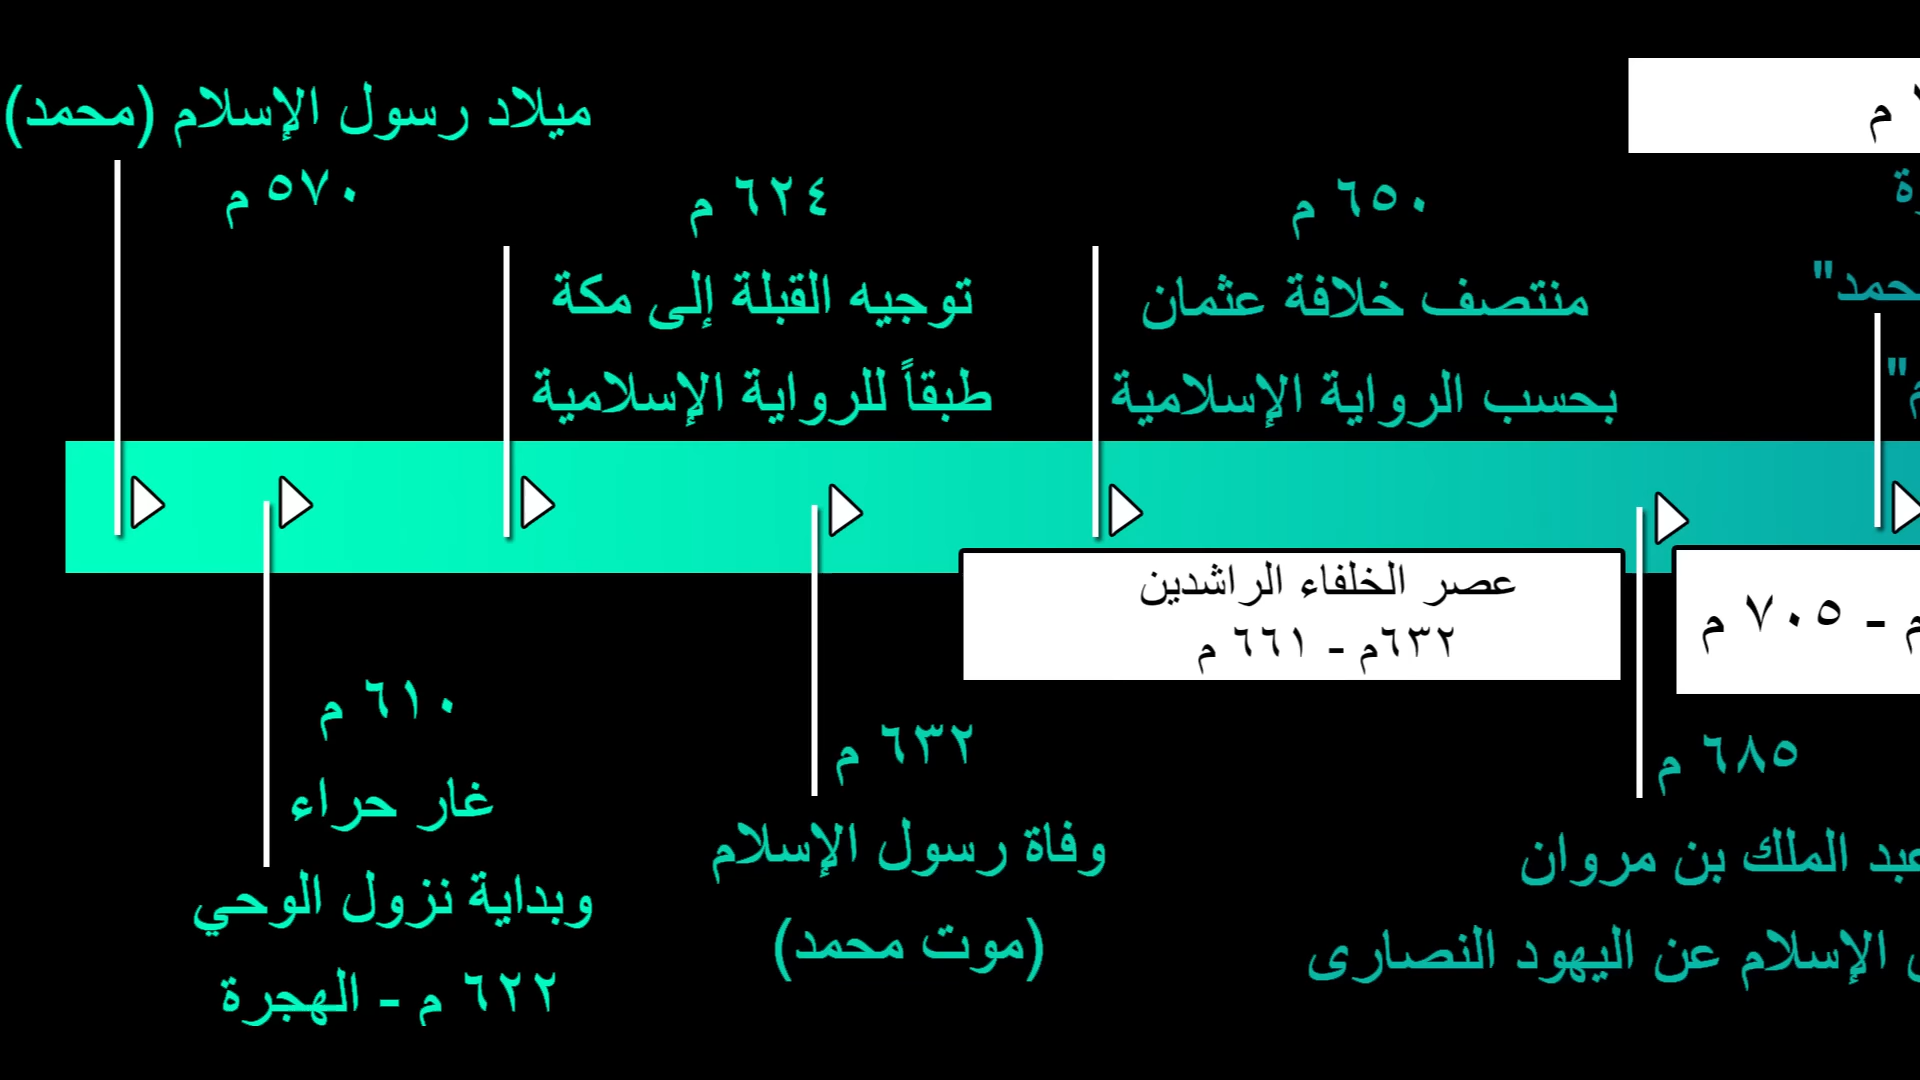 ميلاد رسول الإسلام (محمد)
٥٧٠ م
٦٢٤ م
توجيه القبلة إلى مكة
طبقاً للرواية الإسلامية
٦٥٠ م
منتصف خلافة عثمان
بحسب الرواية الإسلامية
م
عصر الخلفاء الراشدين
٦٣٢م - ٦٦١ م
م - ٧٠٥ م
٦١٠ م
غار حراء
وبداية نزول الوحي
٦٢٢ م - الهجرة
٦٣٢ م
وفاة رسول الإسلام
(موت محمد)
٦٨٥ م
عبد الملك بن مروان
الإسلام عن اليهود النصارى